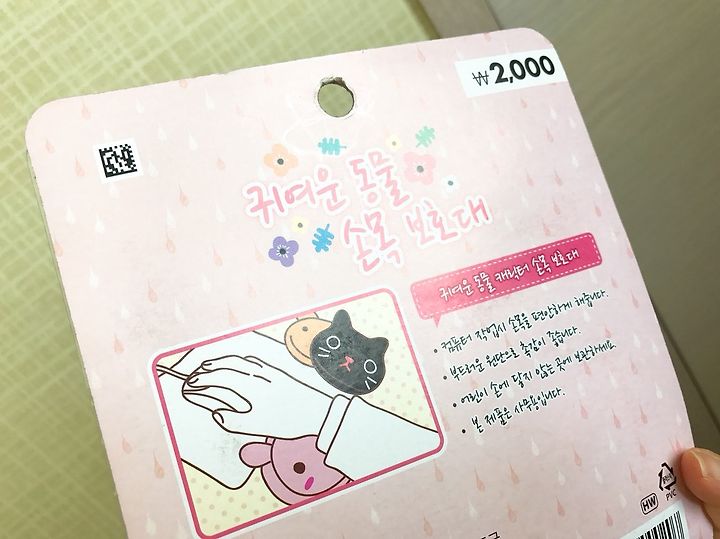 ₩2,000
귀여운 동물
손목 보호대
귀여운 동물 캐릭터 손목 보호대
• 컴퓨터 작업시 손목을 편안하게 해줍니다.
• 부드러운 원단으로 촉감이 좋습니다.
• 어린이 손에 닿지 않는 곳에 보관하세요
• 본 제품은 사무용입니다.
HW
PVC